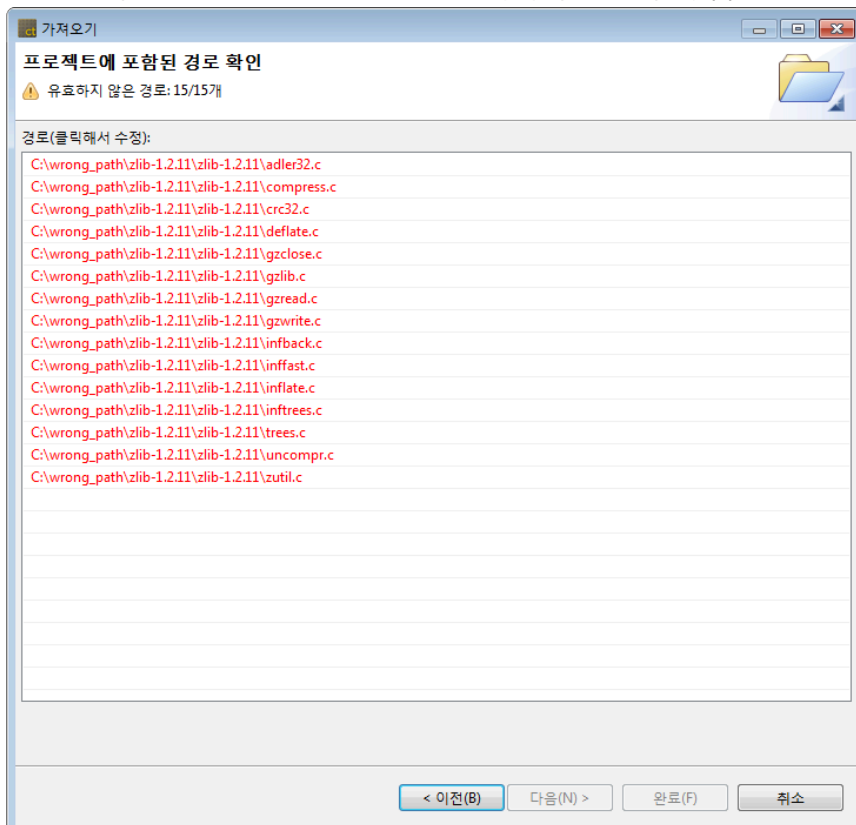 ct 가져오기
프로젝트에 포함된 경로 확인
유효하지 않은 경로: 15/15개
경로(클릭해서 수정):
C:\wrong_path\zlib-1.2.11\zlib-1.2.11\adler32.c
C:\wrong_path\zlib-1.2.11\zlib-1.2.11\compress.c
C:\wrong_path\zlib-1.2.11\zlib-1.2.11\crc32.c
C:\wrong_path\zlib-1.2.11\zlib-1.2.11\deflate.c
C:\wrong_path\zlib-1.2.11\zlib-1.2.11\gzclose.c
C:\wrong_path\zlib-1.2.11\zlib-1.2.11\gzlib.c
C:\wrong_path\zlib-1.2.11\zlib-1.2.11\gzread.c
C:\wrong_path\zlib-1.2.11\zlib-1.2.11\gzwrite.c
C:\wrong_path\zlib-1.2.11\zlib-1.2.11\infback.c
C:\wrong_path\zlib-1.2.11\zlib-1.2.11\inffast.c
C:\wrong_path\zlib-1.2.11\zlib-1.2.11\inflate.c
C:\wrong_path\zlib-1.2.11\zlib-1.2.11\inftrees.c
C:\wrong_path\zlib-1.2.11\zlib-1.2.11\trees.c
C:\wrong_path\zlib-1.2.11\zlib-1.2.11\uncompr.c
C:\wrong_path\zlib-1.2.11\zlib-1.2.11\zutil.c
< 이전(B) 다음(N) > 완료(F) 취소